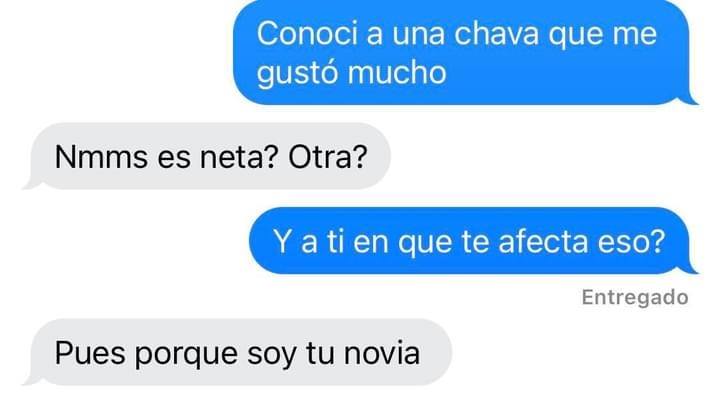 Conoci a una chava que me
gustó mucho
Nmms es neta? Otra?
Y a ti en que te afecta eso?
Entregado
Pues porque soy tu novia